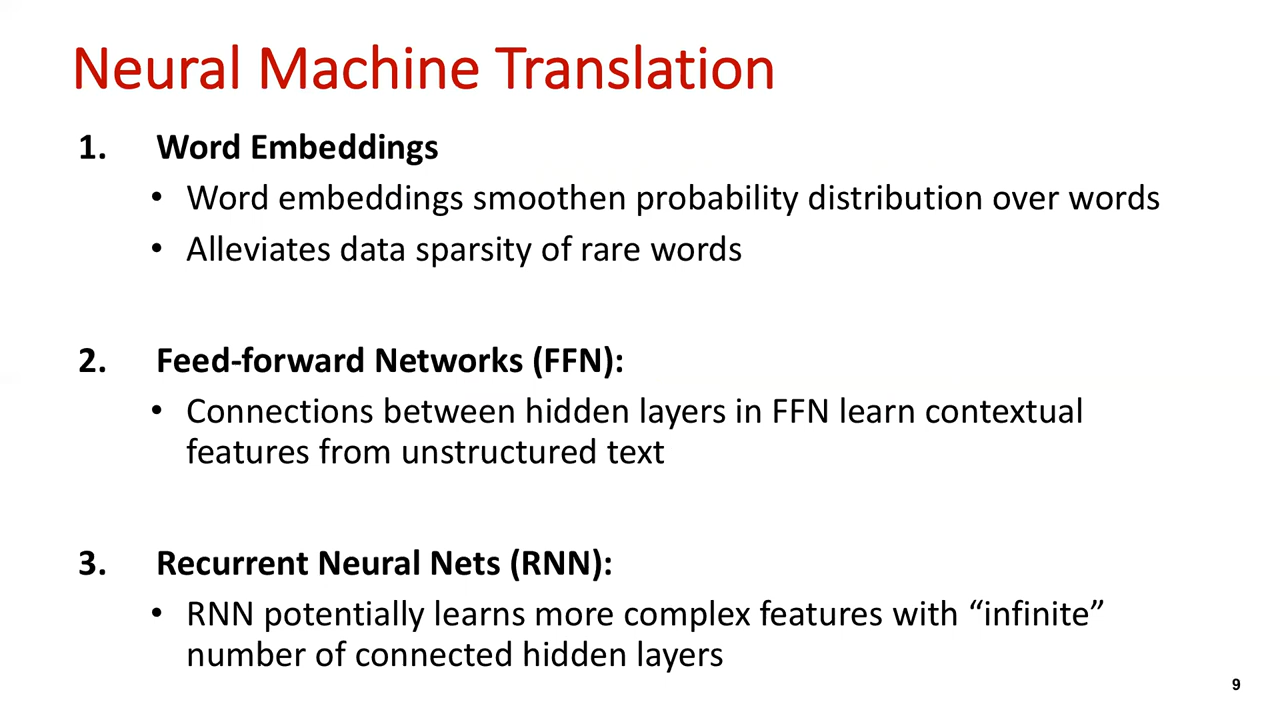 Neural Machine Translation
1. Word Embeddings
• Word embeddings smoothen probability distribution over words
• Alleviates data sparsity of rare words
2. Feed-forward Networks (FFN):
• Connections between hidden layers in FFN learn contextual
features from unstructured text
3. Recurrent Neural Nets (RNN):
• RNN potentially learns more complex features with “infinite”
number of connected hidden layers
9